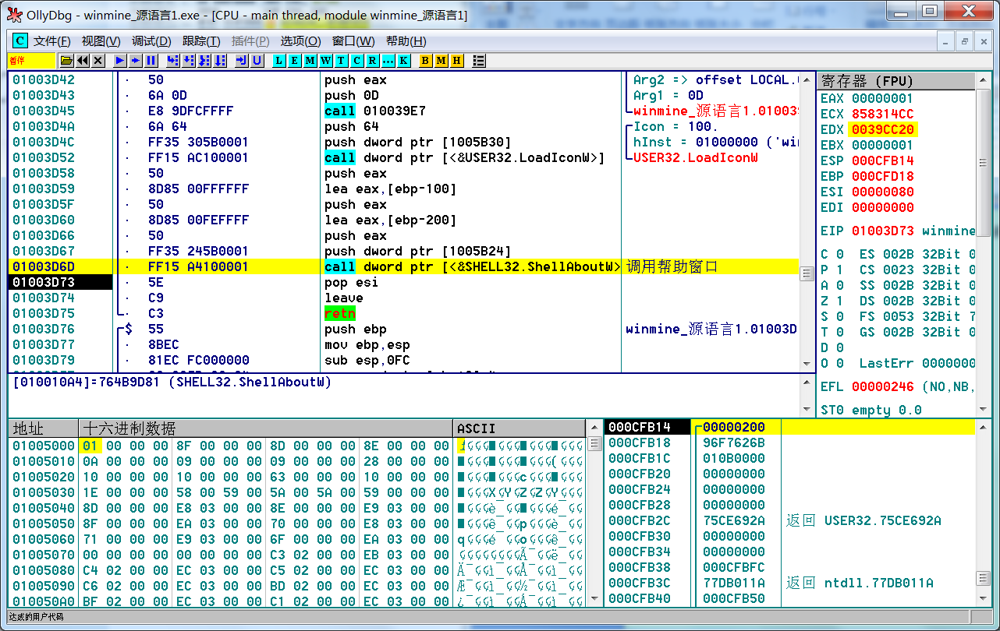 OllyDbg - winmine_源语言1.exe - [CPU - main thread, module winmine_源语言1]
C 文件(F) 视图(V) 调试(D) 跟踪(T) 插件(P) 选项(O) 窗口(W) 帮助(H)
暂停 L E M W T C R ... K B M H
01003D42 · 50 push eax Arg2 => offset LOCAL.
01003D43 · 6A 0D push 0D Arg1 = 0D
01003D45 · E8 9DFCFFFF call 010039E7 winmine_源语言1.01003
01003D4A · 6A 64 push 64 Icon = 100.
01003D4C · FF35 305B0001 push dword ptr [1005B30] hInst = 01000000 ('wi
01003D52 · FF15 AC100001 call dword ptr [<&USER32.LoadIconW>] USER32.LoadIconW
01003D58 · 50 push eax
01003D59 · 8D85 00FFFFFF lea eax,[ebp-100]
01003D5F · 50 push eax
01003D60 · 8D85 00FEFFFF lea eax,[ebp-200]
01003D66 · 50 push eax
01003D67 · FF35 245B0001 push dword ptr [1005B24]
01003D6D · FF15 A4100001 call dword ptr [<&SHELL32.ShellAboutW> 调用帮助窗口
01003D73 · 5E pop esi
01003D74 · C9 leave
01003D75 · C3 retn
01003D76 $ 55 push ebp winmine_源语言1.01003D
01003D77 · 8BEC mov ebp,esp
01003D79 · 81EC FC000000 sub esp,0FC
[010010A4]=764B9D81 (SHELL32.ShellAboutW)
寄存器 (FPU)
EAX 00000001
ECX 858314CC
EDX 0039CC20
EBX 00000001
ESP 000CFB14
EBP 000CFD18
ESI 00000080
EDI 00000000
EIP 01003D73 winmine
C 0 ES 002B 32Bit 0
P 1 CS 0023 32Bit 0
A 0 SS 002B 32Bit 0
Z 1 DS 002B 32Bit 0
S 0 FS 0053 32Bit 7
T 0 GS 002B 32Bit 0
D 0
O 0 LastErr 0000000
EFL 00000246 (NO,NB,
ST0 empty 0.0
地址 十六进制数据 ASCII
01005000 01 00 00 00 8F 00 00 00 8D 00 00 00 8E 00 00 00
01005010 0A 00 00 00 09 00 00 00 09 00 00 00 28 00 00 00
01005020 10 00 00 00 10 00 00 00 63 00 00 00 10 00 00 00
01005030 1E 00 00 00 58 00 59 00 5A 00 5A 00 59 00 00 00
01005040 8D 00 00 00 E8 03 00 00 8E 00 00 00 E9 03 00 00
01005050 8F 00 00 00 EA 03 00 00 70 00 00 00 E8 03 00 00
01005060 71 00 00 00 E9 03 00 00 6F 00 00 00 EA 03 00 00
01005070 00 00 00 00 00 00 00 00 C3 02 00 00 EB 03 00 00
01005080 C4 02 00 00 EC 03 00 00 C5 02 00 00 EC 03 00 00
01005090 C6 02 00 00 EC 03 00 00 BD 02 00 00 EC 03 00 00
010050A0 BF 02 00 00 EC 03 00 00 C1 02 00 00 EC 03 00 00
000CFB14 00000200
000CFB18 96F7626B
000CFB1C 010B0000
000CFB20 00000000
000CFB24 00000000
000CFB28 00000000
000CFB2C 75CE692A 返回 USER32.75CE692A
000CFB30 00000000
000CFB34 00000000
000CFB38 000CFBFC
000CFB3C 77DB011A 返回 ntdll.77DB011A
000CFB40 000CFB50
达成的用户代码